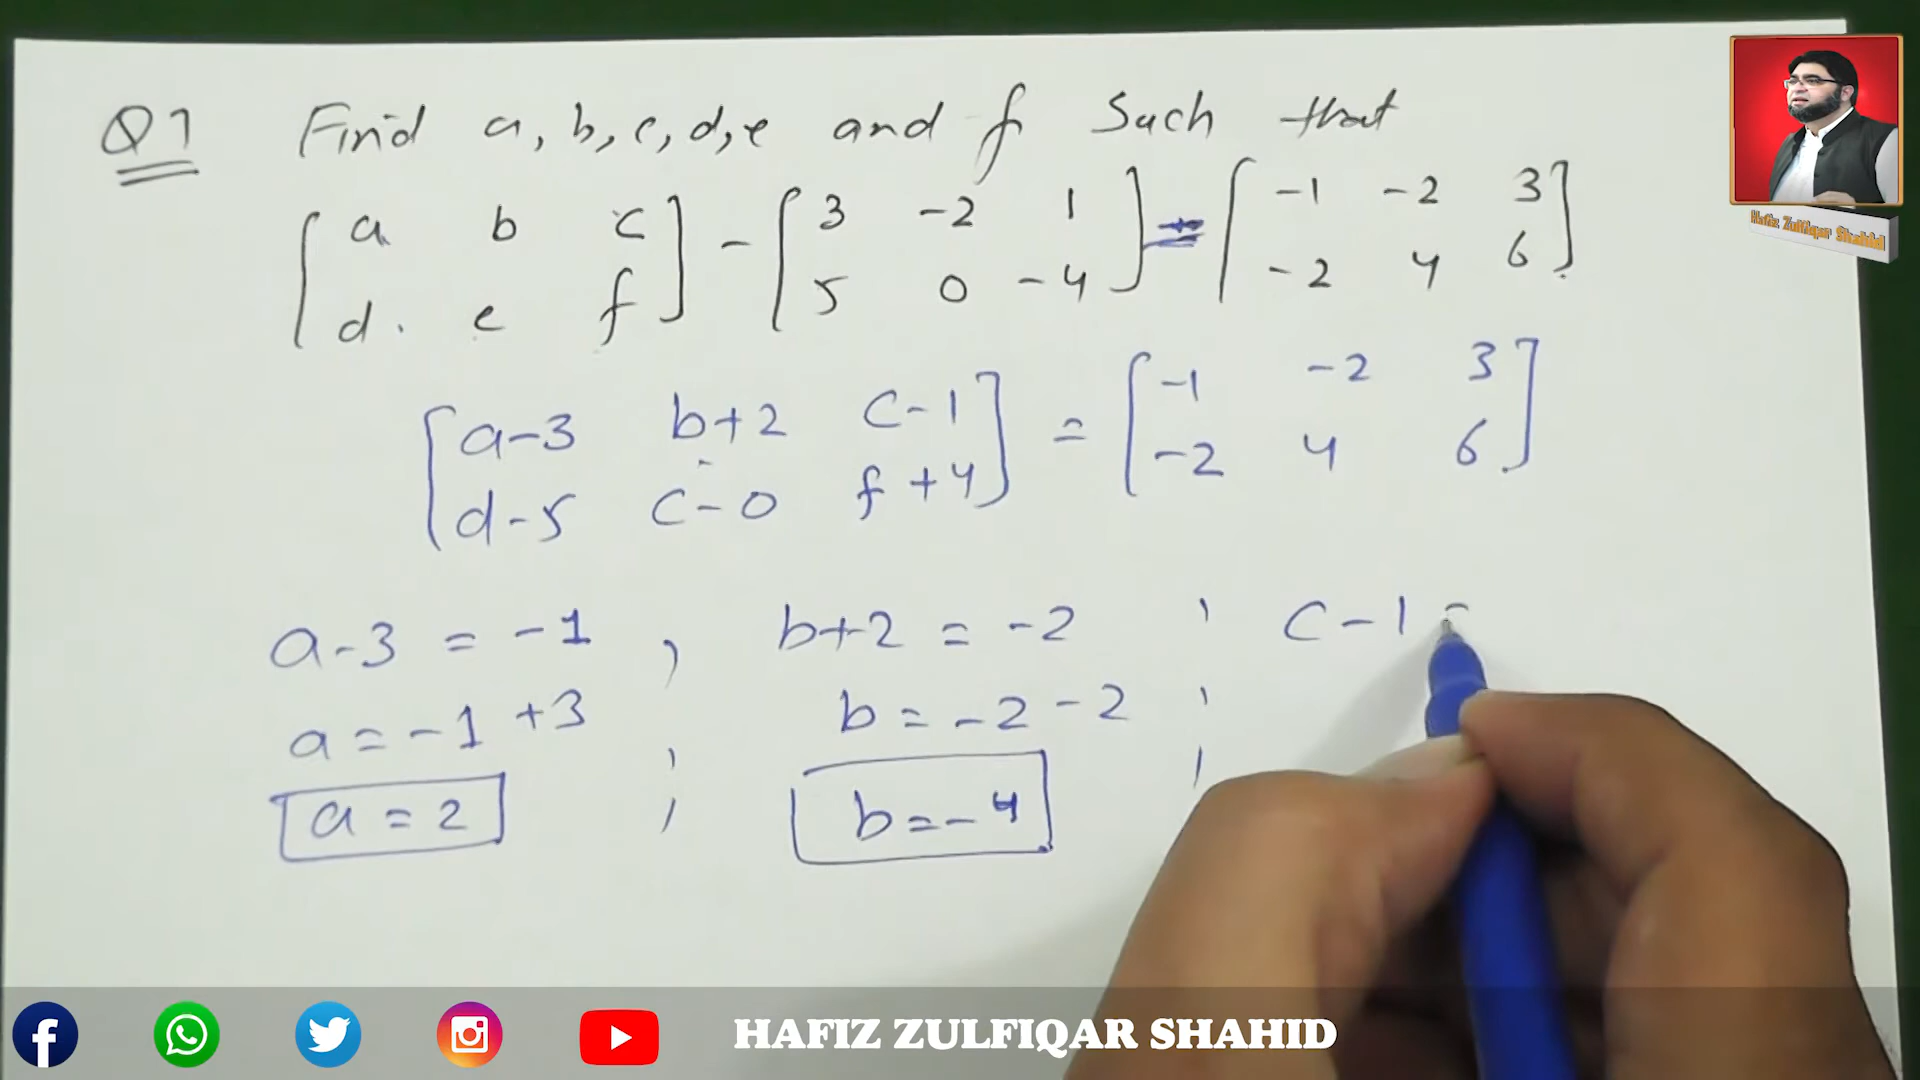 Q1 Find a, b, c, d, e and f Such that
[a b c] - [3 -2 1] = [-1 -2 3]
[d . e f] [5 0 -4] [-2 4 6]
[a-3 b+2 c-1] = [-1 -2 3]
[d-5 c-0 f+4] [-2 4 6]
a-3 = -1 , b+2 = -2 ; c-1 =
a = -1 +3 ; b = -2 -2 ;
a = 2 ; b = -4
Hafiz Zulfiqar Shahid
HAFIZ ZULFIQAR SHAHID